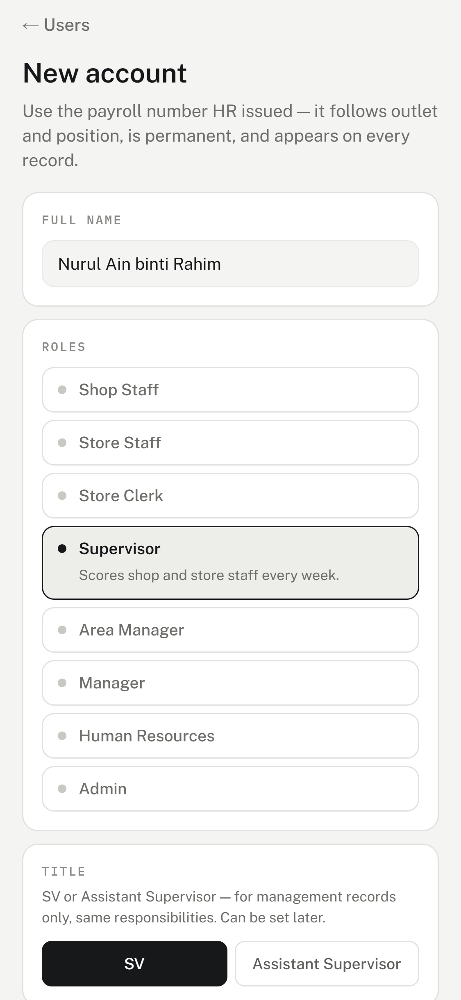 ← Users
New account
Use the payroll number HR issued — it follows outlet
and position, is permanent, and appears on every
record.
FULL NAME
Nurul Ain binti Rahim
ROLES
Shop Staff
Store Staff
Store Clerk
Supervisor
Scores shop and store staff every week.
Area Manager
Manager
Human Resources
Admin
TITLE
SV or Assistant Supervisor — for management records
only, same responsibilities. Can be set later.
SV
Assistant Supervisor